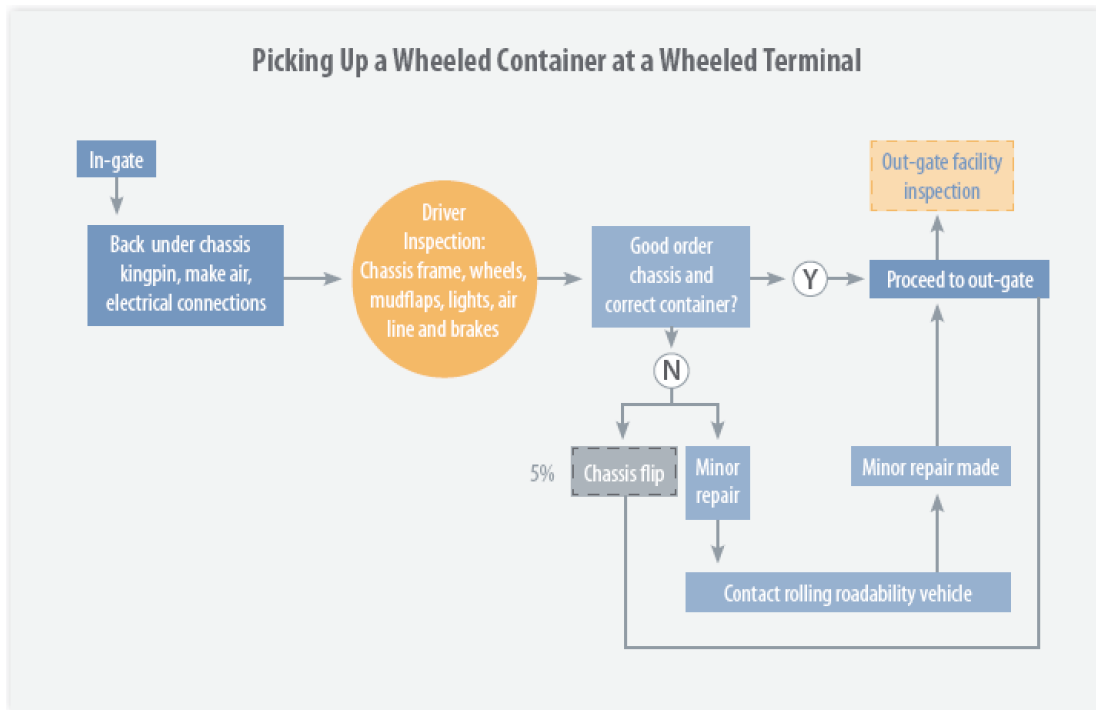 Picking Up a Wheeled Container at a Wheeled Terminal
In-gate
Back under chassis
kingpin, make air,
electrical connections
Driver
Inspection:
Chassis frame, wheels,
mudflaps, lights, air
line and brakes
Good order
chassis and
correct container?
Y
Proceed to out-gate
Out-gate facility
inspection
N
5%
Chassis flip
Minor
repair
Contact rolling roadability vehicle
Minor repair made